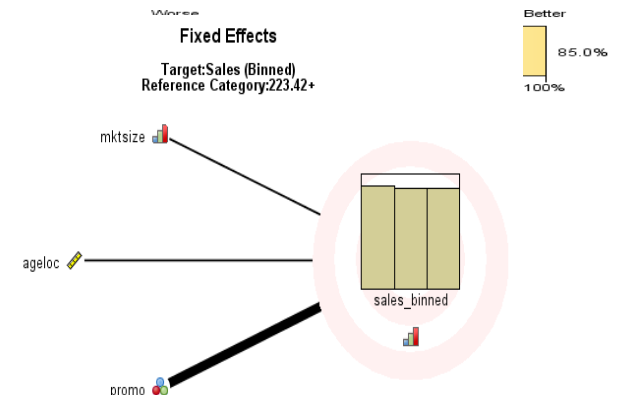 Worse
Better
Fixed Effects
85.0%
Target:Sales (Binned)
Reference Category:223.42+
100%
mktsize
ageloc
sales_binned
promo